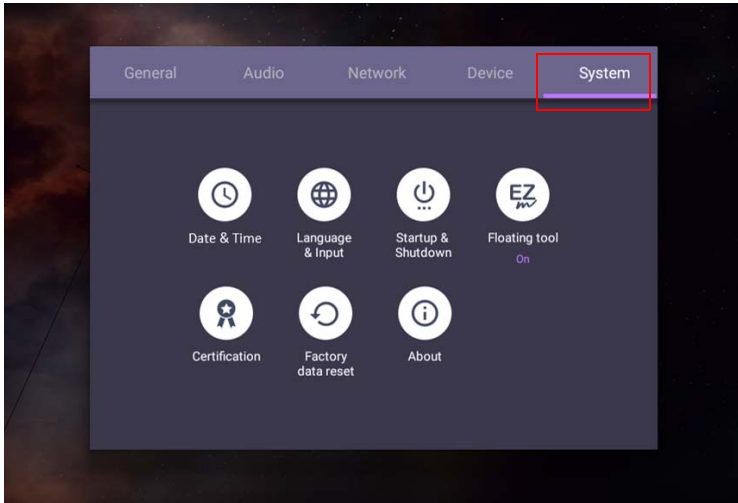 General Audio Network Device System
EZ
Date & Time Language & Input Startup & Shutdown Floating tool
On
Certification Factory data reset About